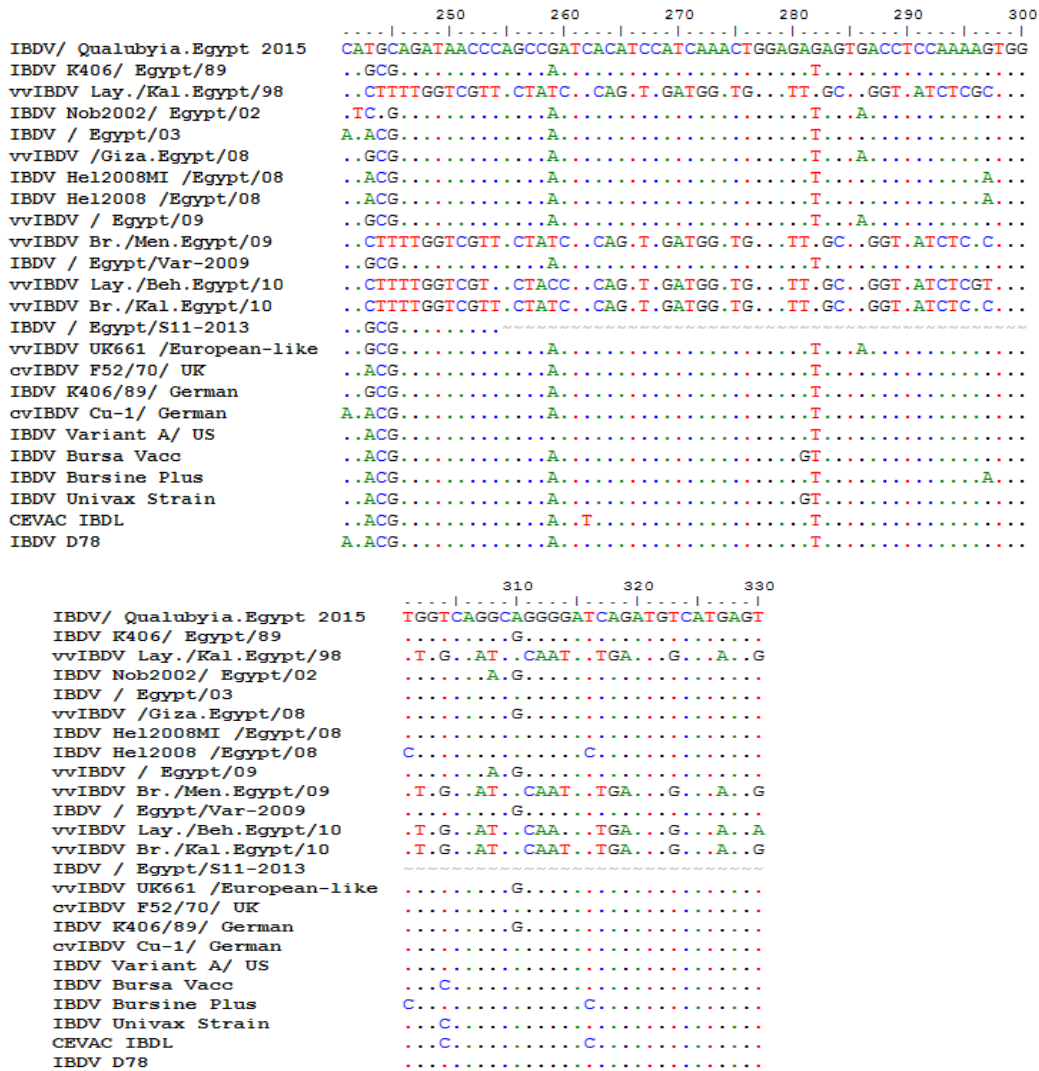 250 260 270 280 290 300
IBDV/ Qualubyia.Egypt 2015 CATGCAGATAACCCAGCCGATCACATCCATCAAACTGGAGAGAGTGACCTCCAAAAGTGG
IBDV K406/ Egypt/89 ..GCG.............A......................T..................
vvIBDV Lay./Kal.Egypt/98 ..CTTTTGGTCGTT.CTATC..CAG.T.GATGG.TG...TT.GC..GGT.ATCTCGC...
IBDV Nob2002/ Egypt/02 .TC.G.............A......................T...A..............
IBDV / Egypt/03 A.ACG.............A......................T..................
vvIBDV /Giza.Egypt/08 ..GCG.............A......................T...A..............
IBDV Hel2008MI /Egypt/08 ..ACG.............A......................T..............A...
IBDV Hel2008 /Egypt/08 ..ACG.............A......................T..............A...
vvIBDV / Egypt/09 ..GCG.............A......................T...A..............
vvIBDV Br./Men.Egypt/09 ..CTTTTGGTCGTT.CTATC..CAG.T.GATGG.TG...TT.GC..GGT.ATCTC.C...
IBDV / Egypt/Var-2009 ..GCG.............A......................T..................
vvIBDV Lay./Beh.Egypt/10 ..CTTTTGGTCGT..CTACC..CAG.T.GATGG.TG...TT.GC..GGT.ATCTCGT...
vvIBDV Br./Kal.Egypt/10 ..CTTTTGGTCGTT.CTATC..CAG.T.GATGG.TG...TT.GC..GGT.ATCTC.C...
IBDV / Egypt/S11-2013 ..GCG.........~~~~~~~~~~~~~~~~~~~~~~~~~~~~~~~~~~~~~~~~~~~~~~
vvIBDV UK661 /European-like ..GCG.............A......................T...A..............
cvIBDV F52/70/ UK ..ACG.............A......................T..................
IBDV K406/89/ German ..GCG.............A......................T..................
cvIBDV Cu-1/ German A.ACG.............A......................T..................
IBDV Variant A/ US ..ACG....................................T..................
IBDV Bursa Vacc ..ACG.............A.....................GT..................
IBDV Bursine Plus ..ACG.............A......................T..............A...
IBDV Univax Strain ..ACG.............A.....................GT..................
CEVAC IBDL ..ACG.............A..T...................T..................
IBDV D78 A.ACG.............A......................T..................
310 320 330
IBDV/ Qualubyia.Egypt 2015 TGGTCAGGCAGGGGATCAGATGTCATGAGT
IBDV K406/ Egypt/89 .........G....................
vvIBDV Lay./Kal.Egypt/98 .T.G..AT..CAAT..TGA...G...A..G
IBDV Nob2002/ Egypt/02 .......A.G....................
IBDV / Egypt/03 ..............................
vvIBDV /Giza.Egypt/08 .........G....................
IBDV Hel2008MI /Egypt/08 ..............................
IBDV Hel2008 /Egypt/08 C..............C..............
vvIBDV / Egypt/09 .......A.G....................
vvIBDV Br./Men.Egypt/09 .T.G..AT..CAAT..TGA...G...A..G
IBDV / Egypt/Var-2009 .........G....................
vvIBDV Lay./Beh.Egypt/10 .T.G..AT..CAA...TGA...G...A..A
vvIBDV Br./Kal.Egypt/10 .T.G..AT..CAAT..TGA...G...A..G
IBDV / Egypt/S11-2013 ~~~~~~~~~~~~~~~~~~~~~~~~~~~~~~
vvIBDV UK661 /European-like .........G....................
cvIBDV F52/70/ UK ..............................
IBDV K406/89/ German .........G....................
cvIBDV Cu-1/ German ..............................
IBDV Variant A/ US ..............................
IBDV Bursa Vacc ...C..........................
IBDV Bursine Plus C..............C..............
IBDV Univax Strain ...C..........................
CEVAC IBDL ...C...........C..............
IBDV D78 ..............................